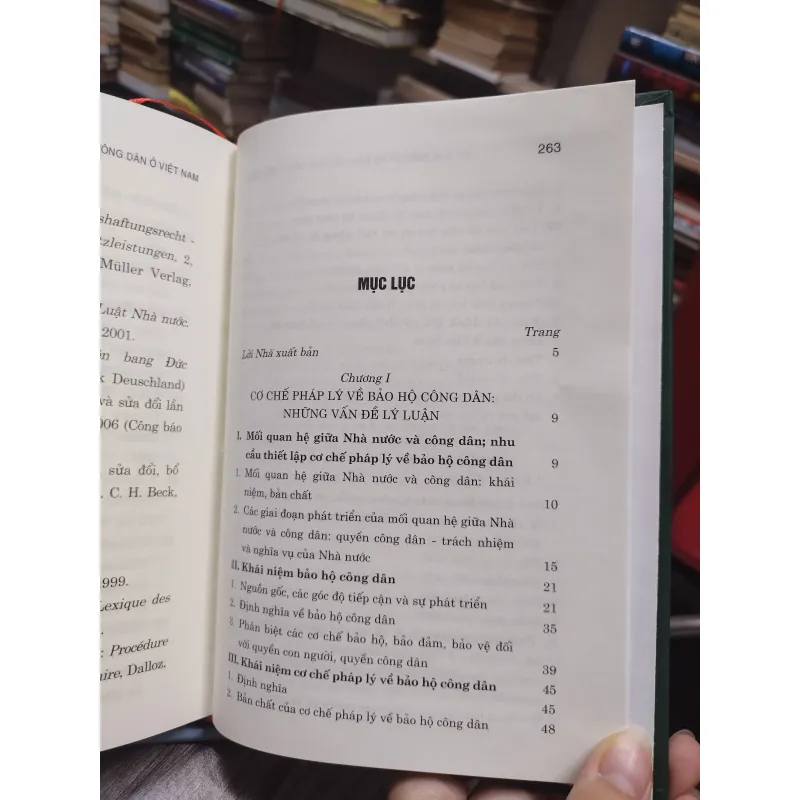 ÔNG DÂN Ở VIỆT NAM
shaftungsrecht -
tzleistungen, 2,
Müller Verlag,
Luật Nhà nước.
2001.
bang Đức
k Deuschland)
và sửa đổi lần
006 (Công báo
sửa đổi, bổ
. C. H. Beck,
1999.
Lexique des
: Procédure
ire, Dalloz,
263
MỤC LỤC
Trang
Lời Nhà xuất bản 5
Chương I
CƠ CHẾ PHÁP LÝ VỀ BẢO HỘ CÔNG DÂN:
NHỮNG VẤN ĐỀ LÝ LUẬN 9
I. Mối quan hệ giữa Nhà nước và công dân; nhu
cầu thiết lập cơ chế pháp lý về bảo hộ công dân 9
1. Mối quan hệ giữa Nhà nước và công dân: khái
niệm, bản chất 10
2. Các giai đoạn phát triển của mối quan hệ giữa Nhà
nước và công dân: quyền công dân - trách nhiệm
và nghĩa vụ của Nhà nước 15
II. Khái niệm bảo hộ công dân 21
1. Nguồn gốc, các góc độ tiếp cận và sự phát triển 21
2. Định nghĩa về bảo hộ công dân 35
3. Phân biệt các cơ chế bảo hộ, bảo đảm, bảo vệ đối
với quyền con người, quyền công dân 39
III. Khái niệm cơ chế pháp lý về bảo hộ công dân 45
1. Định nghĩa 45
2. Bản chất của cơ chế pháp lý về bảo hộ công dân 48